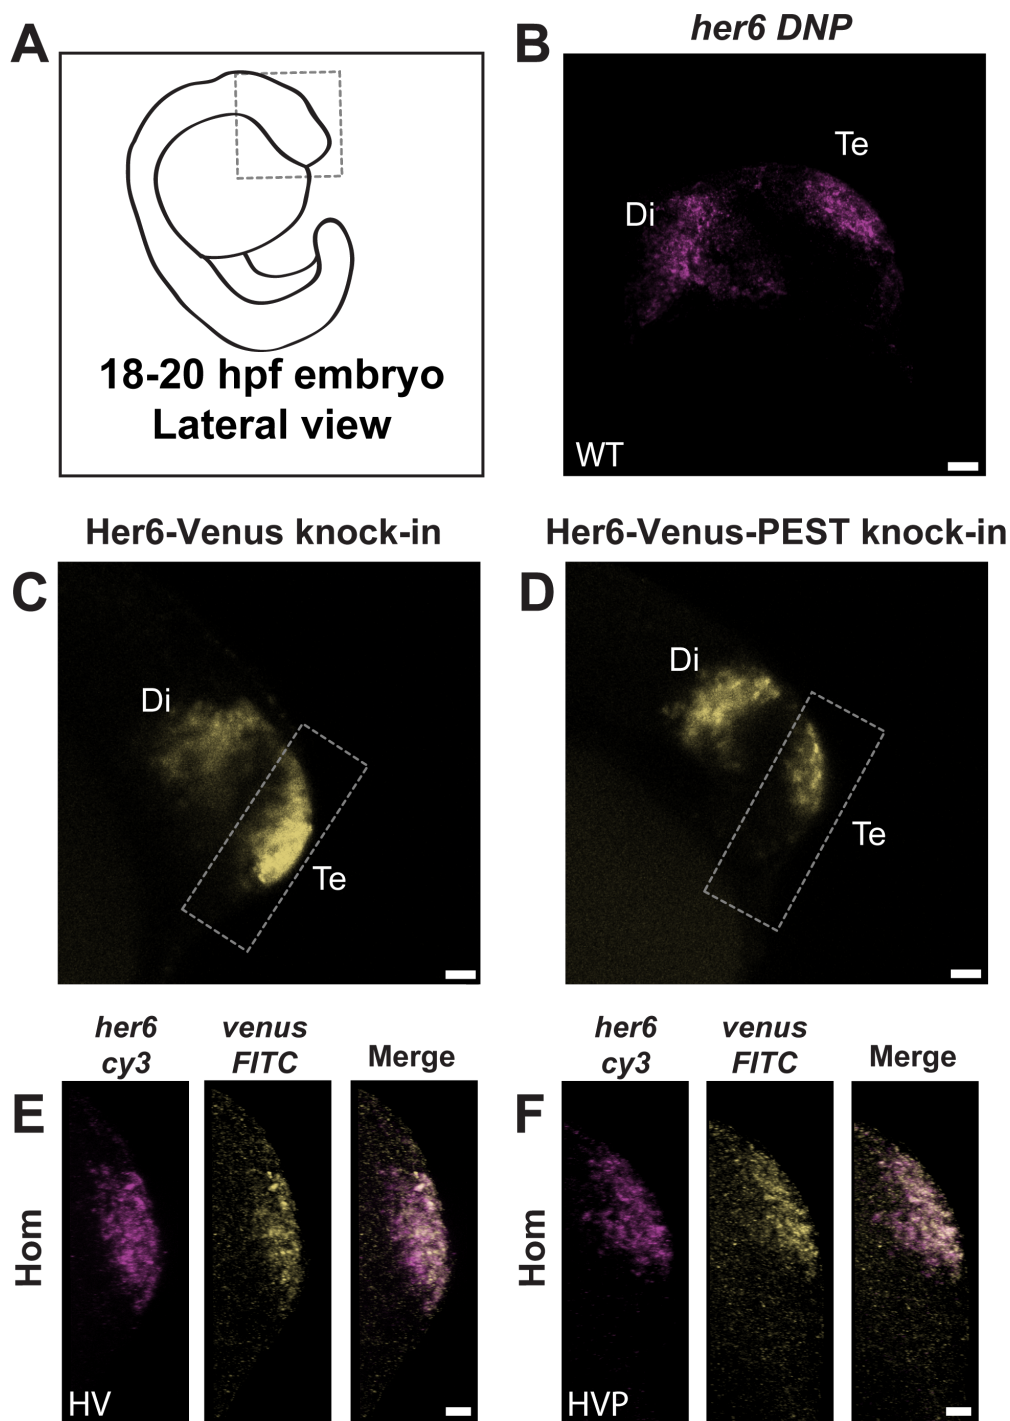 A
18-20 hpf embryo
Lateral view
B
her6 DNP
Te
Di
WT
Her6-Venus knock-in
C
Di
Te
Her6-Venus-PEST knock-in
D
Di
Te
her6
cy3
venus
FITC
Merge
E
Hom
HV
her6
cy3
venus
FITC
Merge
F
Hom
HVP